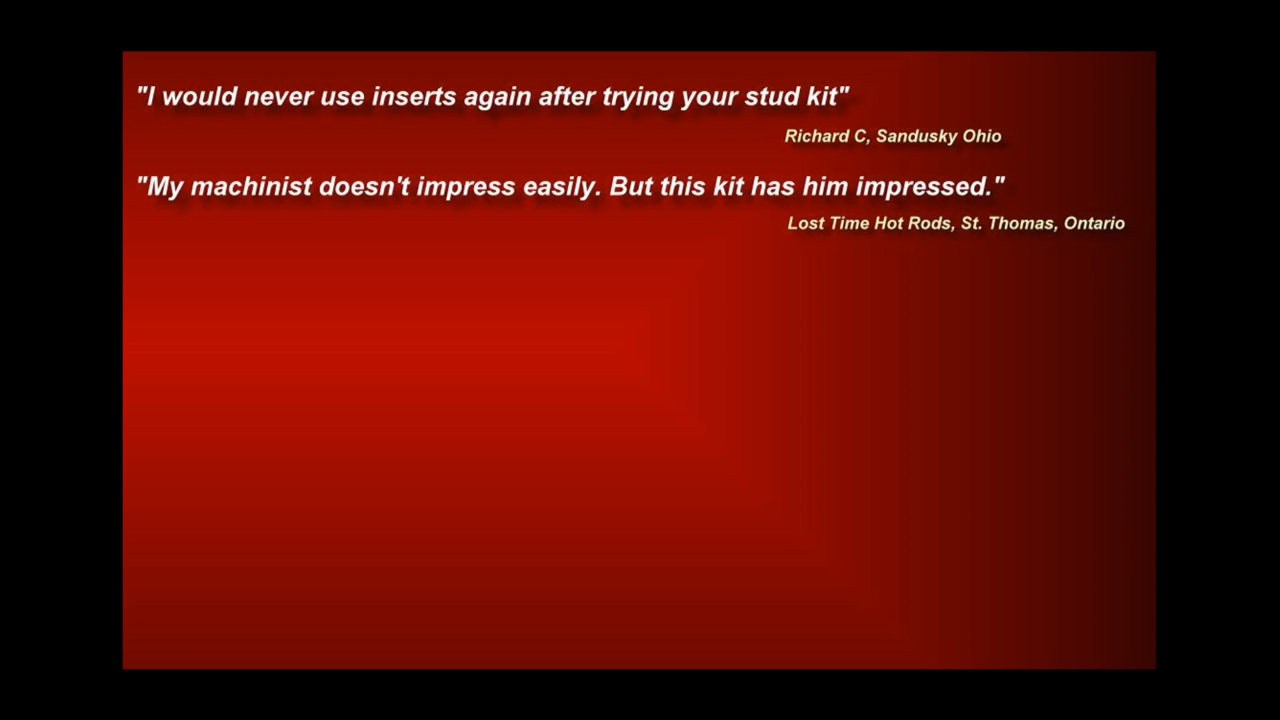 "I would never use inserts again after trying your stud kit"
Richard C, Sandusky Ohio
"My machinist doesn't impress easily. But this kit has him impressed."
Lost Time Hot Rods, St. Thomas, Ontario